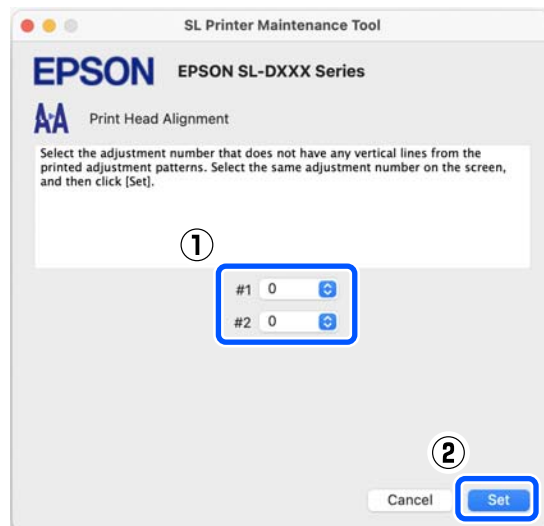 SL Printer Maintenance Tool
EPSON EPSON SL-DXXX Series
Print Head Alignment
Select the adjustment number that does not have any vertical lines from the
printed adjustment patterns. Select the same adjustment number on the screen,
and then click [Set].
①
#1 0
#2 0
②
Cancel Set